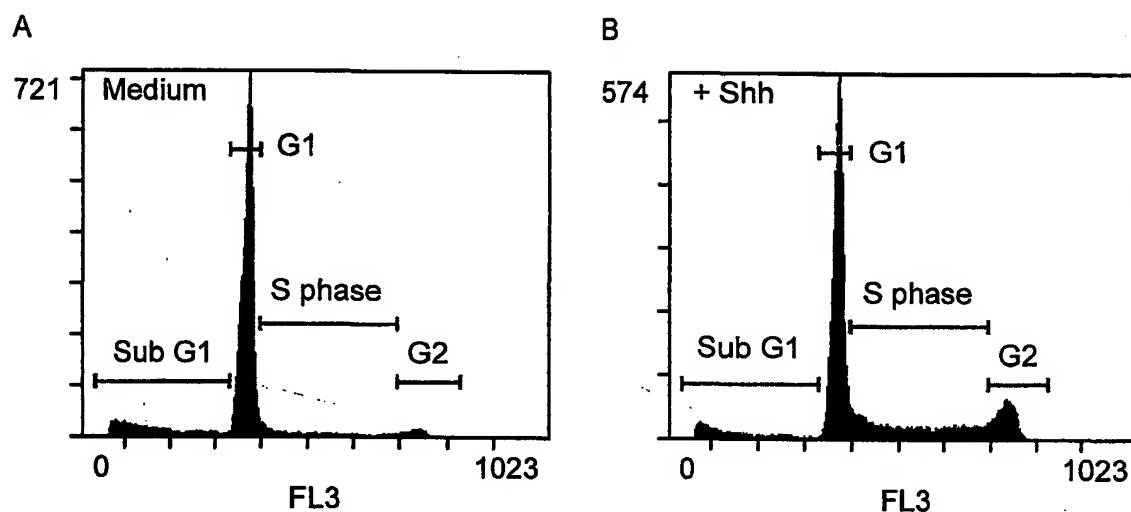 A
721
Medium
G1
S phase
Sub G1
G2
0
1023
FL3
B
574
+ Shh
G1
S phase
Sub G1
G2
0
1023
FL3